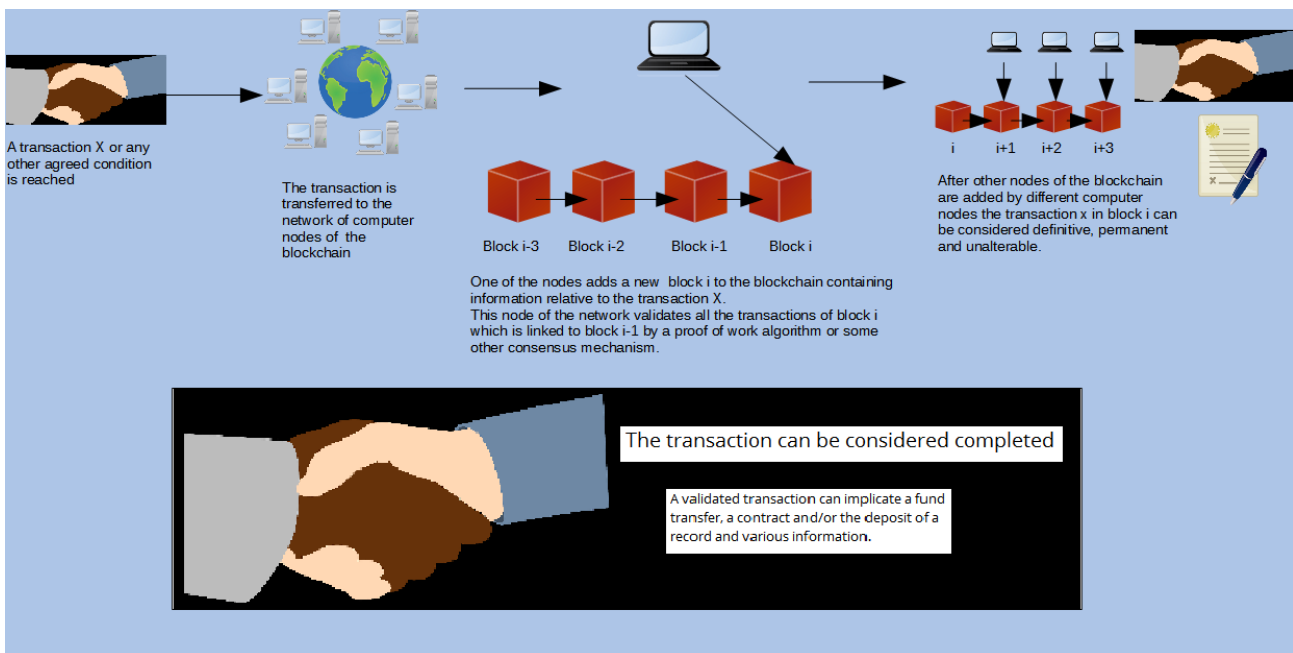 A transaction X or any
other agreed condition
is reached
The transaction is
transferred to the
network of computer
nodes of the
blockchain
Block i-3
Block i-2
Block i-1
Block i
One of the nodes adds a new block i to the blockchain containing
information relative to the transaction X.
This node of the network validates all the transactions of block i
which is linked to block i-1 by a proof of work algorithm or some
other consensus mechanism.
i
i+1
i+2
i+3
After other nodes of the blockchain
are added by different computer
nodes the transaction x in block i can
be considered definitive, permanent
and unalterable.
x
The transaction can be considered completed
A validated transaction can implicate a fund
transfer, a contract and/or the deposit of a
record and various information.